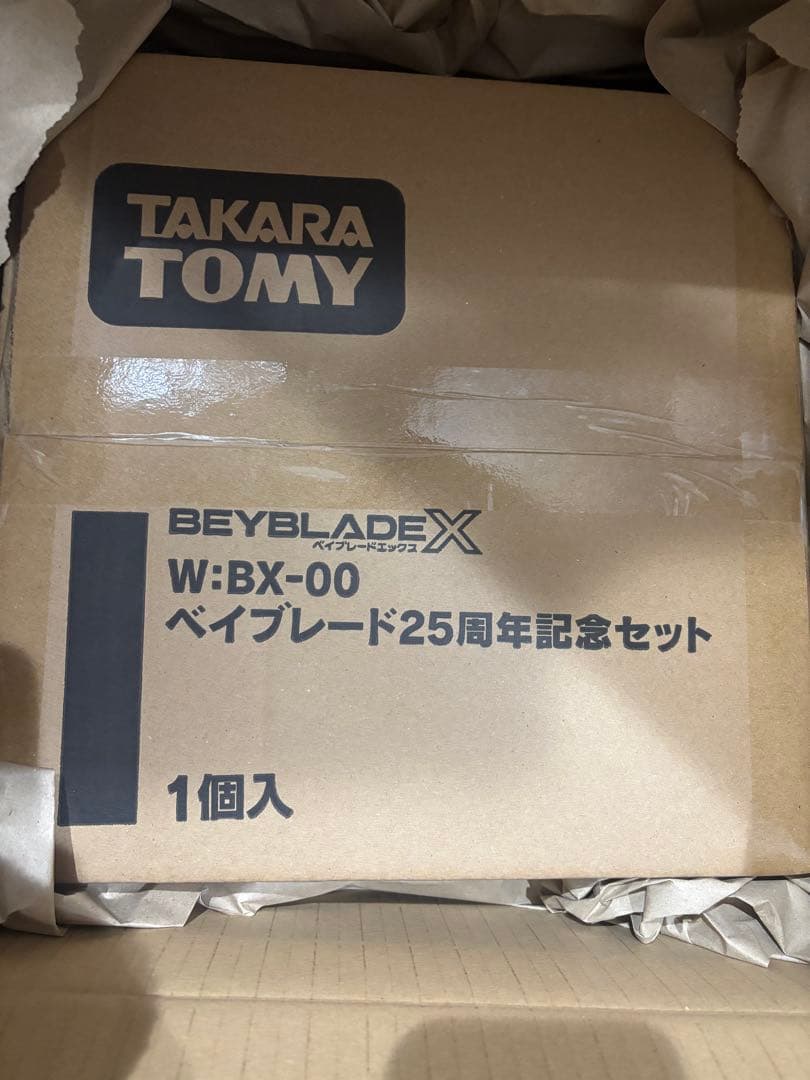 TAKARA
TOMY
BEYBLADE X
ベイブレードエックス
W:BX-00
ベイブレード25周年記念セット
1個入